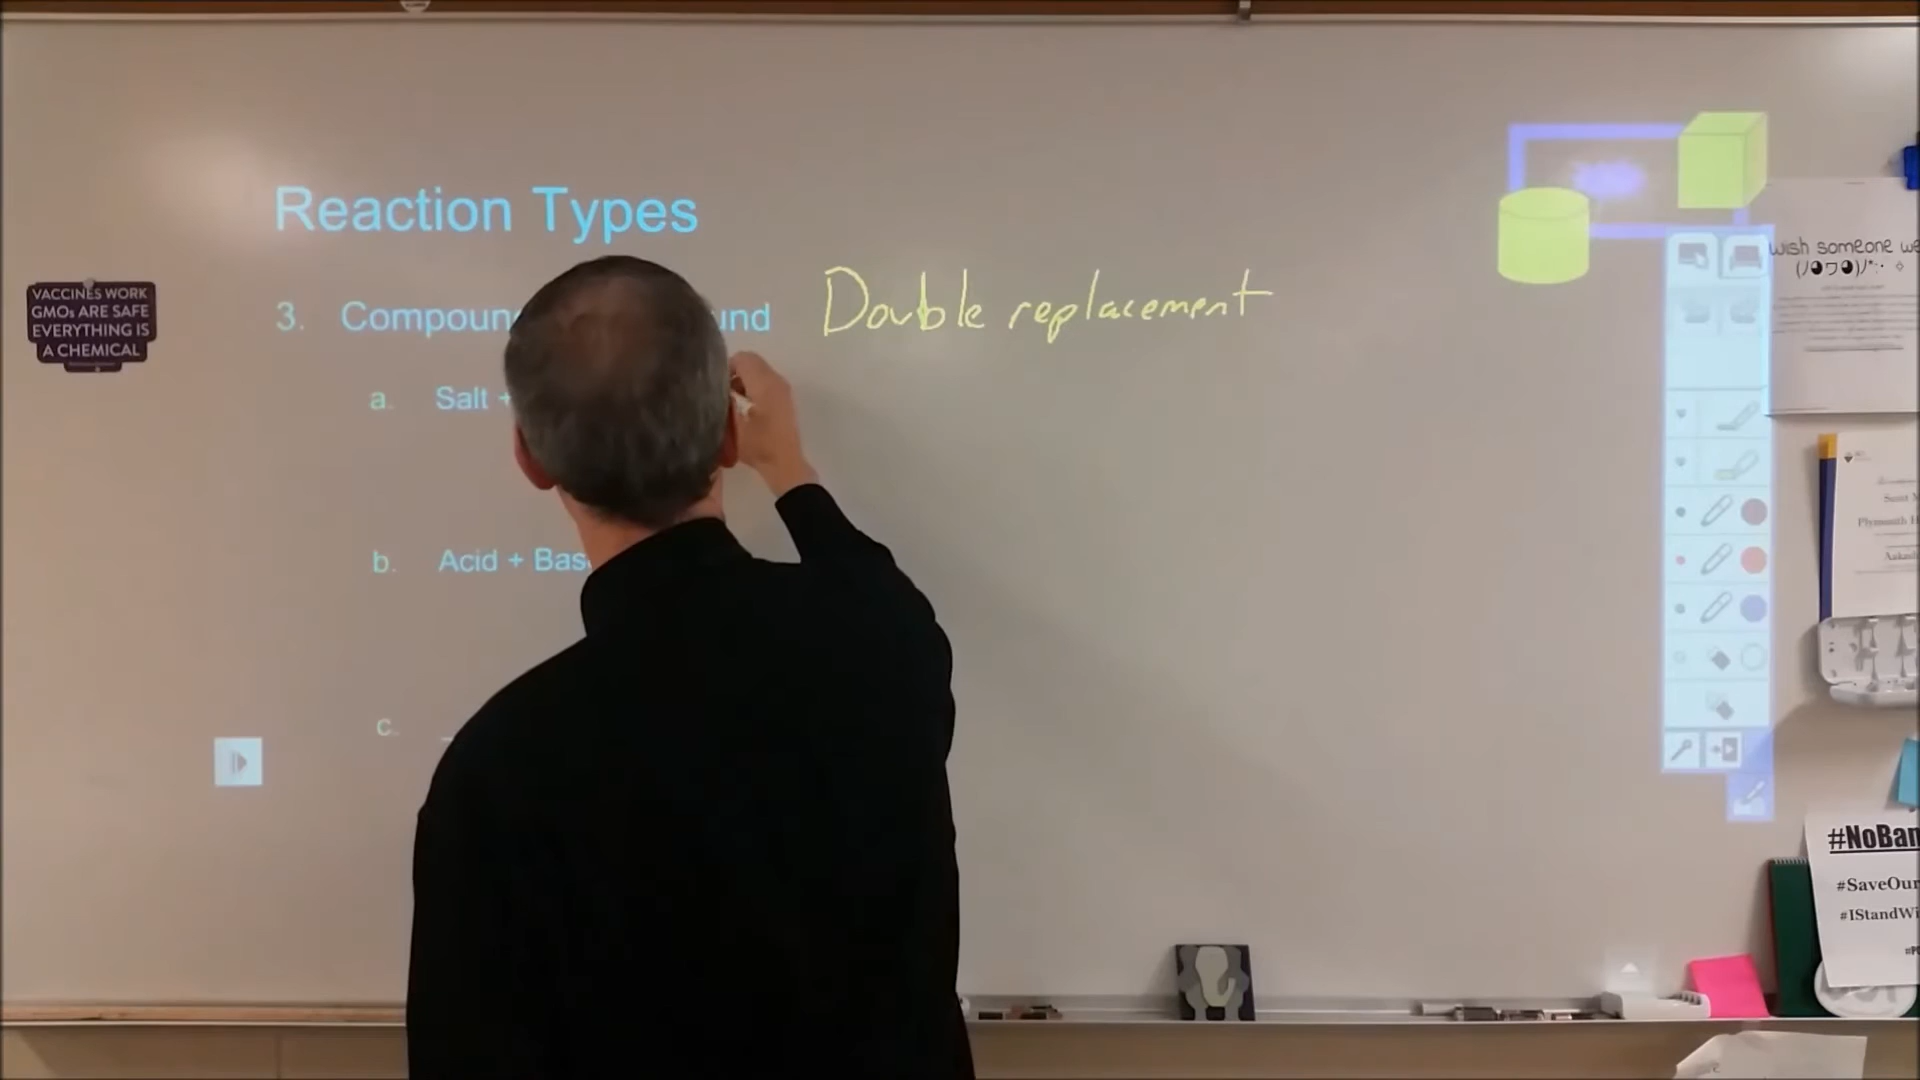 Reaction Types
3. Compoun und Double replacement
a. Salt +
b. Acid + Bas
c.
VACCINES WORK
GMOs ARE SAFE
EVERYTHING IS
A CHEMICAL
wish someone we
#NoBan
#SaveOur
#IStandWi
Plymouth H